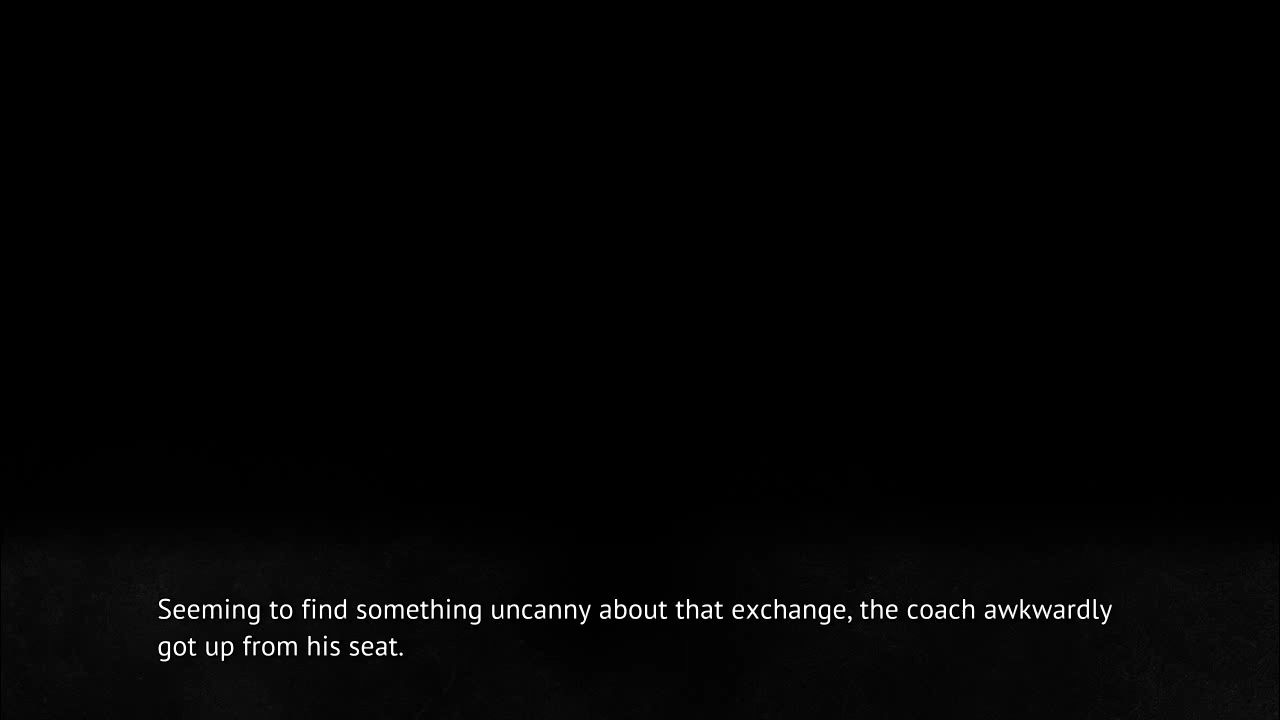 Seeming to find something uncanny about that exchange, the coach awkwardly
got up from his seat.